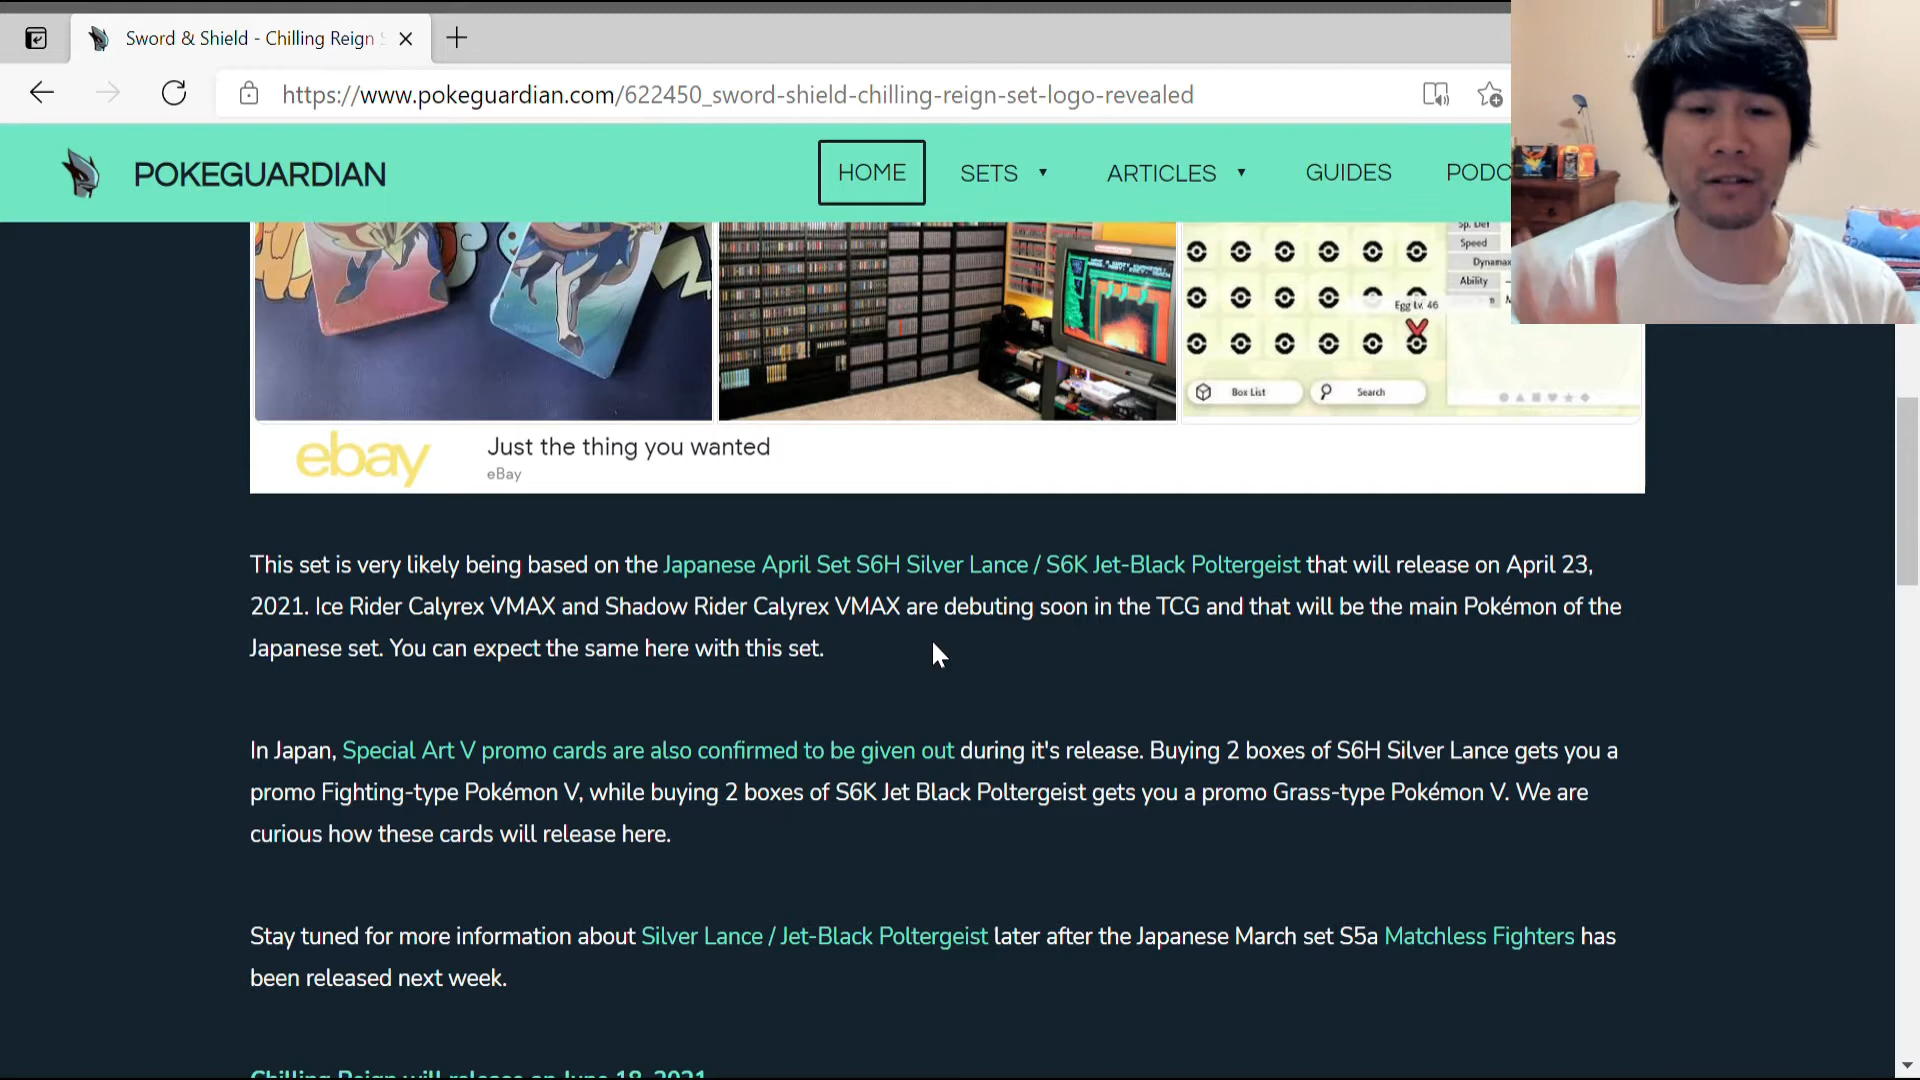 Sword & Shield - Chilling Reign
https://www.pokeguardian.com/622450_sword-shield-chilling-reign-set-logo-revealed
POKEGUARDIAN
HOME
SETS
ARTICLES
GUIDES
PODC
Sp. Def
Speed
Dynamax
Ability
Egg Lv. 46
Box List
Search
ebay
Just the thing you wanted
eBay
This set is very likely being based on the Japanese April Set S6H Silver Lance / S6K Jet-Black Poltergeist that will release on April 23,
2021. Ice Rider Calyrex VMAX and Shadow Rider Calyrex VMAX are debuting soon in the TCG and that will be the main Pokémon of the
Japanese set. You can expect the same here with this set.
In Japan, Special Art V promo cards are also confirmed to be given out during it's release. Buying 2 boxes of S6H Silver Lance gets you a
promo Fighting-type Pokémon V, while buying 2 boxes of S6K Jet Black Poltergeist gets you a promo Grass-type Pokémon V. We are
curious how these cards will release here.
Stay tuned for more information about Silver Lance / Jet-Black Poltergeist later after the Japanese March set S5a Matchless Fighters has
been released next week.
Chilling Reign will release on June 18, 2021